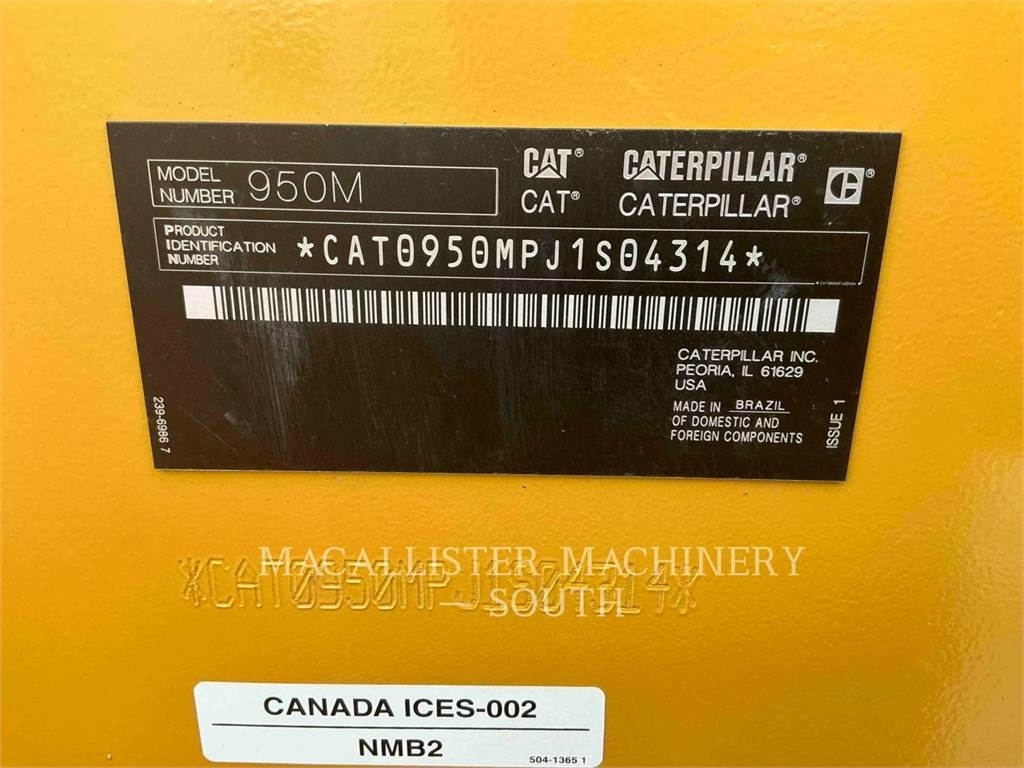 MODEL NUMBER 950M
CAT® CATERPILLAR®
CAT® CATERPILLAR®
PRODUCT IDENTIFICATION NUMBER *CAT0950MPJ1S04314*
CATERPILLAR INC.
PEORIA, IL 61629
USA
MADE IN BRAZIL
OF DOMESTIC AND
FOREIGN COMPONENTS
ISSUE 1
239-6986 7
*CAT0950MPJ1S04314*
MACALLISTER MACHINERY
SOUTH
CANADA ICES-002
NMB2
504-1365 1